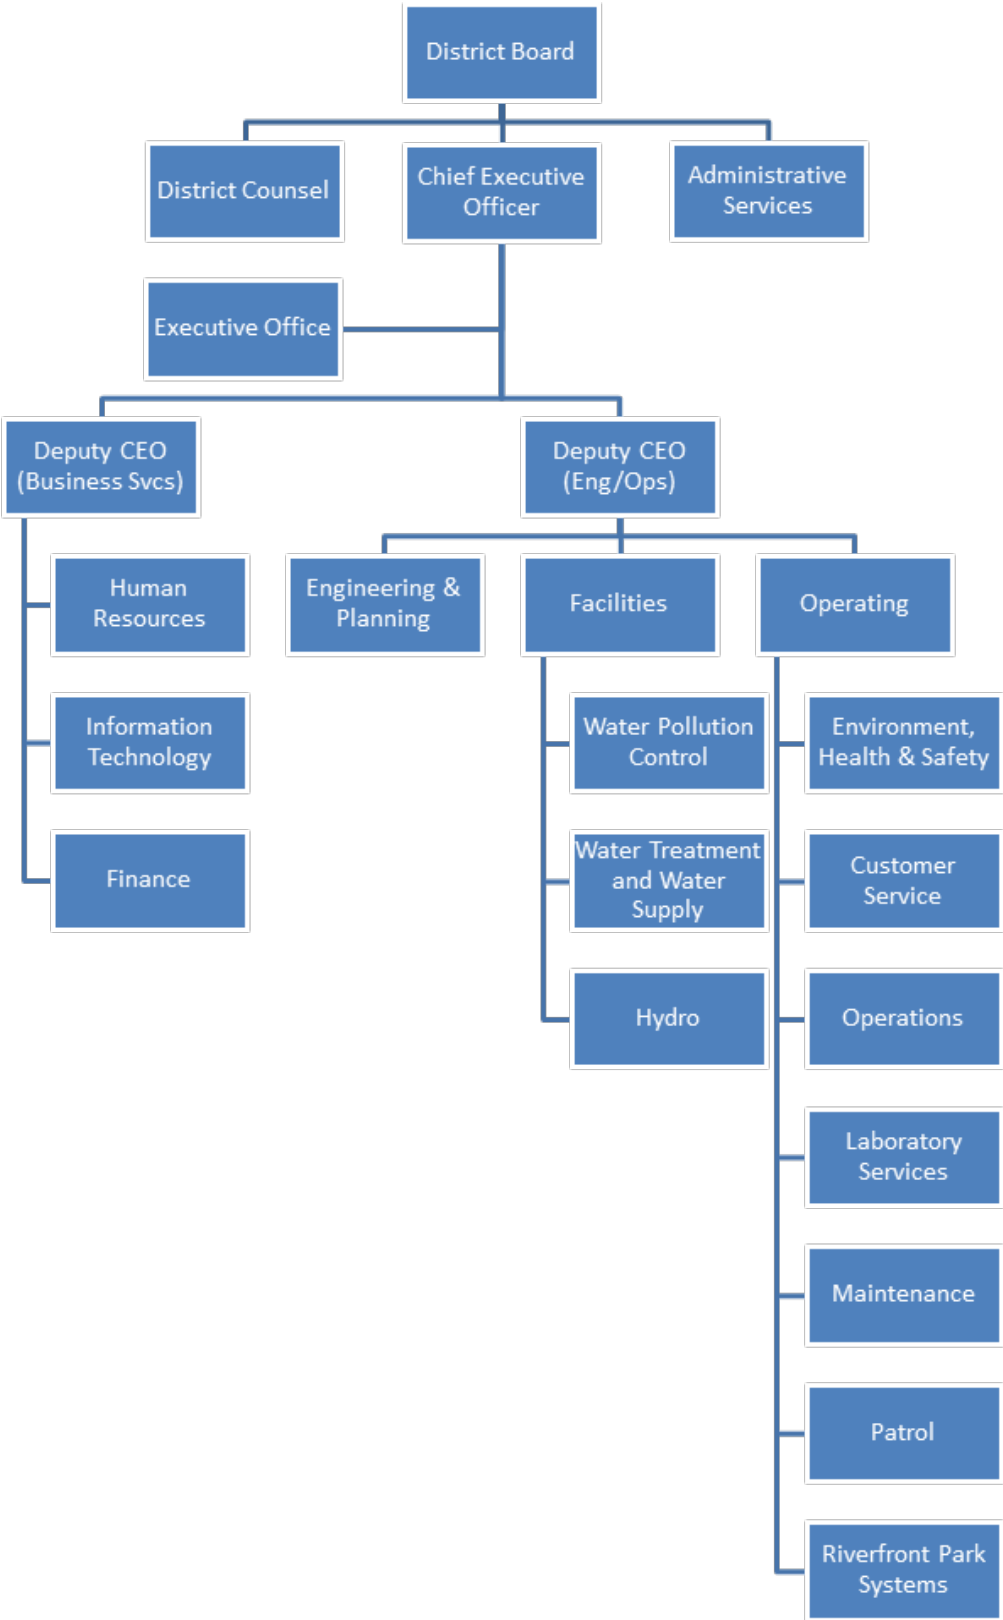 District Board
District Counsel
Chief Executive
Officer
Administrative
Services
Executive Office
Deputy CEO
(Business Svcs)
Deputy CEO
(Eng/Ops)
Human
Resources
Engineering &
Planning
Facilities
Operating
Information
Technology
Water Pollution
Control
Environment,
Health & Safety
Finance
Water Treatment
and Water
Supply
Customer
Service
Hydro
Operations
Laboratory
Services
Maintenance
Patrol
Riverfront Park
Systems